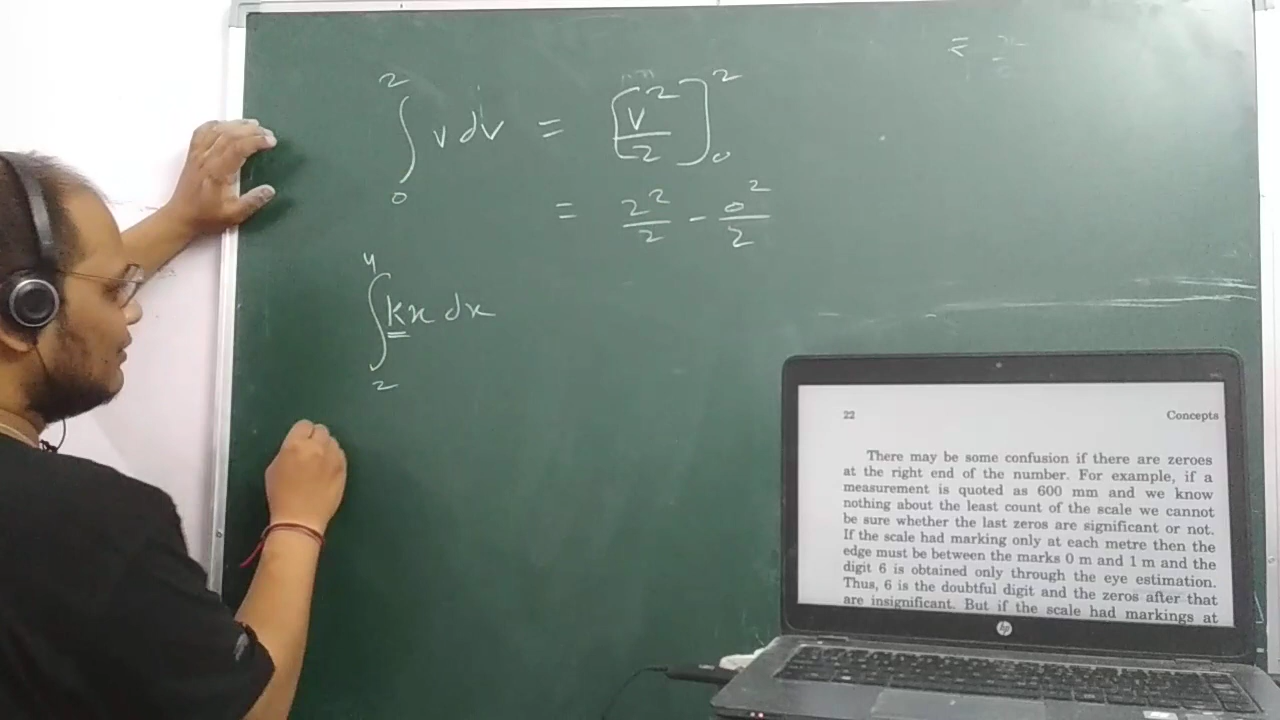 2
∫ v dv = [v²/2]₀²
0
= 2²/2 - 0²/2
4
∫ kx dx
2
22 Concepts
There may be some confusion if there are zeroes
at the right end of the number. For example, if a
measurement is quoted as 600 mm and we know
nothing about the least count of the scale we cannot
be sure whether the last zeros are significant or not.
If the scale had marking only at each metre then the
edge must be between the marks 0 m and 1 m and the
digit 6 is obtained only through the eye estimation.
Thus, 6 is the doubtful digit and the zeros after that
are insignificant. But if the scale had markings at
hp